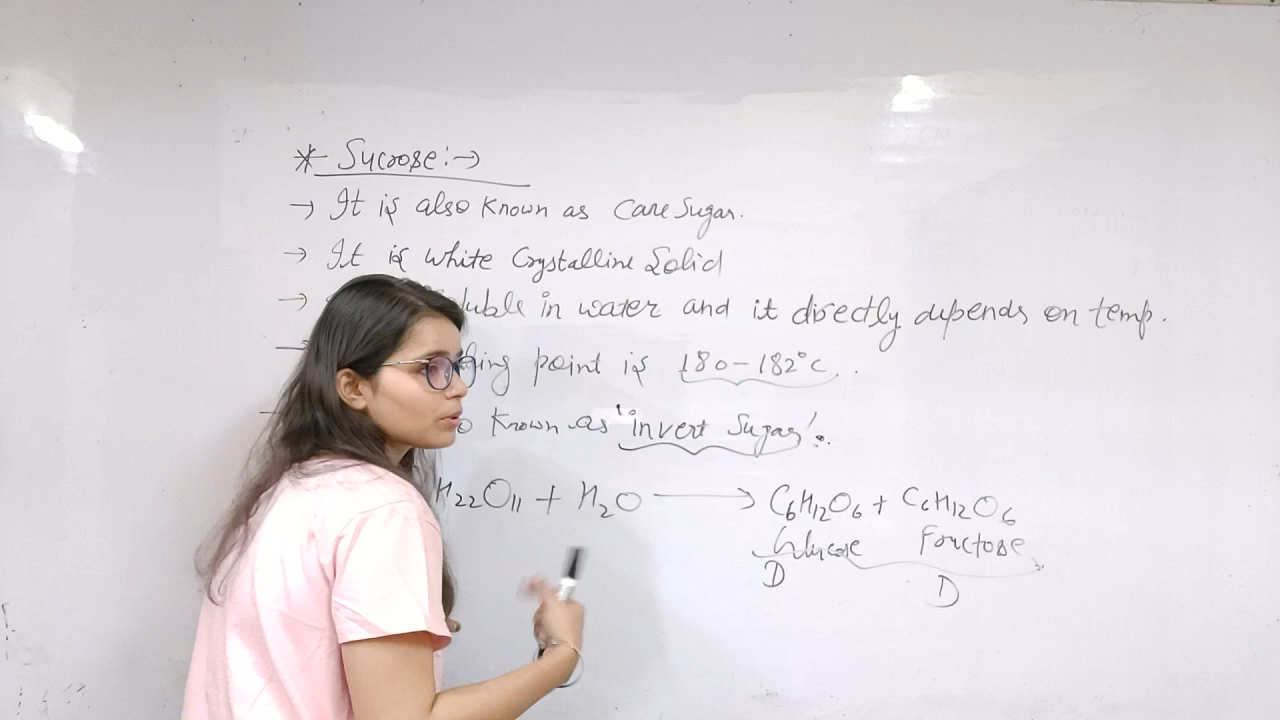 * Sucrose:→
→ It is also known as Cane Sugar.
→ It is white Crystalline Solid
→ in water and it directly depends on temp.
point is 180-182°C.
known as 'invert Sugar'.
H22O11 + H2O → C6H12O6 + C6H12O6
Glucose Fructose
D D